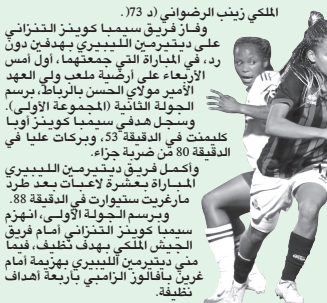 الملكي زينب الرضواني (د 73(.
وفاز فريق سيمبا كوينز التنزاني
على ديتيرمين الليبيري بهدفين دون
رد، في المباراة التي جمعتهما، أول أمس
الأربعاء على أرضية ملعب ولي العهد
الأمير مولاي الحسن بالرباط، برسم
الجولة الثانية (المجموعة الأولى).
وسجل هدفي سيمبا كوينز أوبا
كليمنت في الدقيقة 53، وبركات عليا في
الدقيقة 80 من ضربة جزاء.
وأكمل فريق ديتيرمين الليبيري
المباراة بعشرة لاعبات بعد طرد
مارغريت ستيوارت في الدقيقة 88.
وبرسم الجولة الأولى، انهزم
سيمبا كوينز التنزاني أمام فريق
الجيش الملكي بهدف نظيف، فيما
مني ديتيرمين الليبيري بهزيمة أمام
غرين بافالوز الزامبي بأربعة أهداف
نظيفة.